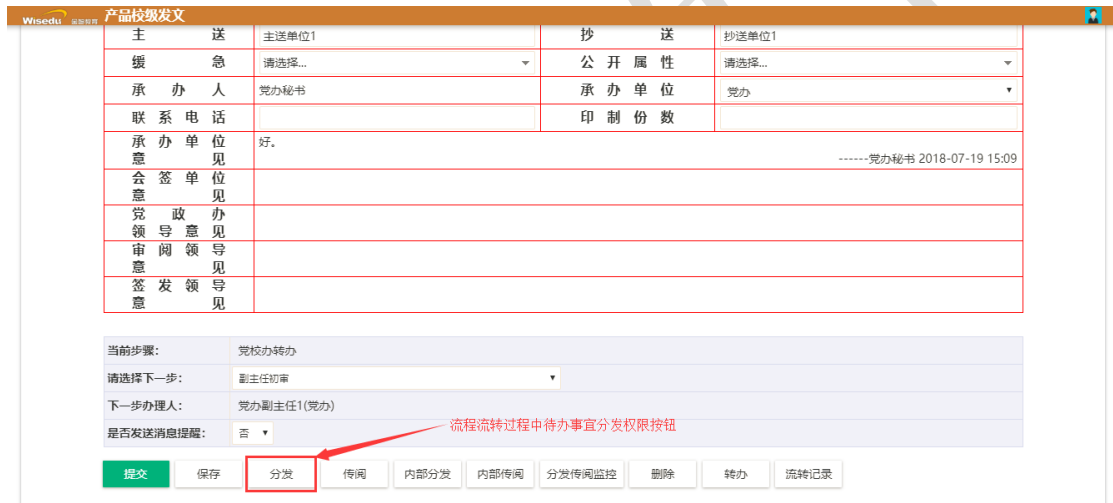 Wisedu 金智教育 产品校级发文
主送 主送单位1 抄送 抄送单位1
缓急 请选择... 公开属性 请选择...
承办人 党办秘书 承办单位 党办
联系电话 印制份数
承办单位意见 好。
------党办秘书 2018-07-19 15:09
会签单位意见
党政办领导意见
审阅领导意见
签发领导意见
当前步骤： 党校办转办
请选择下一步： 副主任初审
下一步办理人： 党办副主任1(党办)
是否发送消息提醒： 否
流程流转过程中待办事宜分发权限按钮
提交 保存 分发 传阅 内部分发 内部传阅 分发传阅监控 删除 转办 流转记录